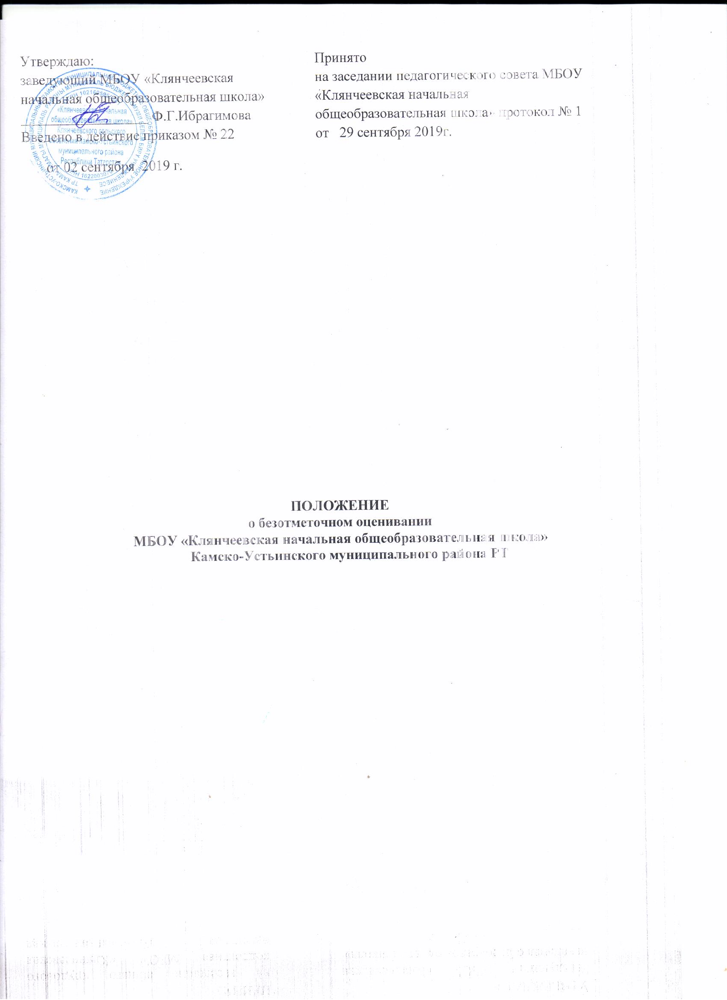 Утверждаю:
заведующий МБОУ «Клянчеевская
начальная общеобразовательная школа»
Ф.Г.Ибрагимова
Введено в действие приказом № 22
от 02 сентября 2019 г.
Принято
на заседании педагогического совета МБОУ
«Клянчеевская начальная
общеобразовательная школа» протокол № 1
от 29 сентября 2019г.
«Клянчеевская начальная
общеобразовательная школа»
Клянчеевского сельского
поселения Камско-Устьинского
муниципального района
Республики Татарстан
ПОЛОЖЕНИЕ
о безотметочном оценивании
МБОУ «Клянчеевская начальная общеобразовательная школа»
Камско-Устьинского муниципального района РТ